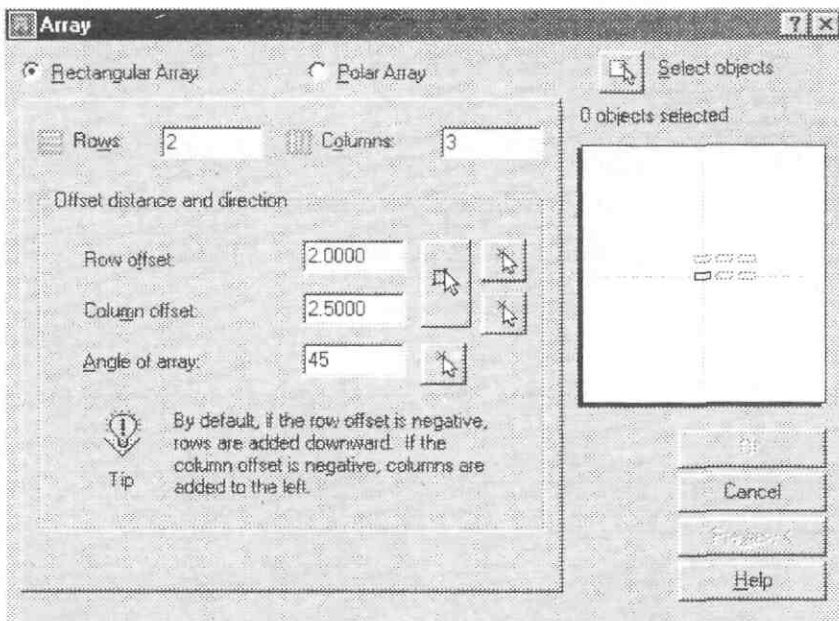 Array
Rectangular Array
Polar Array
Select objects
0 objects selected
Rows:
2
Columns:
3
Offset distance and direction
Row offset:
2.0000
Column offset:
2.5000
Angle of array:
45
By default, if the row offset is negative,
rows are added downward. If the
column offset is negative, columns are
added to the left.
Tip
Cancel
Help